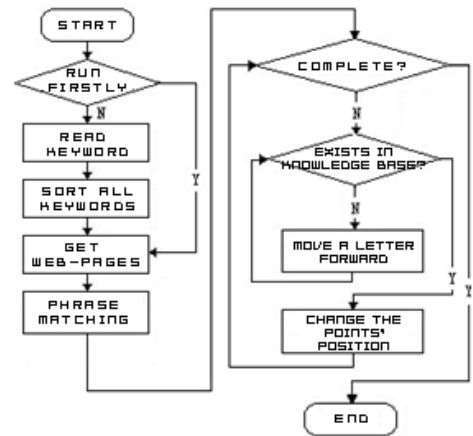 START
RUN
FIRSTLY
N
READ
KEYWORD
Y
SORT ALL
KEYWORDS
GET
WEB-PAGES
PHRASE
MATCHING
COMPLETE?
N
EXISTS IN
KNOWLEDGE BASE?
N
MOVE A LETTER
FORWARD
Y
Y
CHANGE THE
POINTS'
POSITION
END